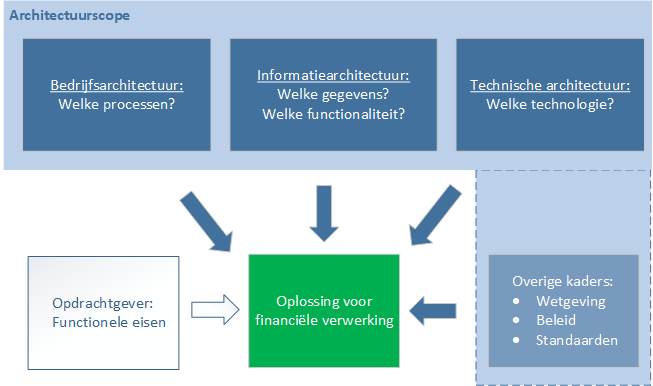 Architectuurscope
Bedrijfsarchitectuur:
Welke processen?
Informatiearchitectuur:
Welke gegevens?
Welke functionaliteit?
Technische architectuur:
Welke technologie?
Opdrachtgever:
Functionele eisen
Oplossing voor
financiële verwerking
Overige kaders:
• Wetgeving
• Beleid
• Standaarden